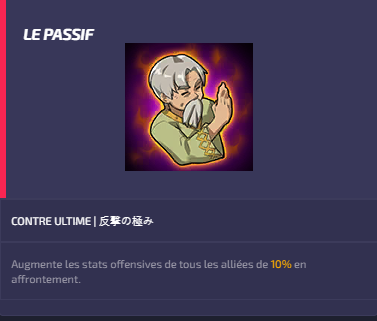 LE PASSIF
CONTRE ULTIME | 反撃の極み
Augmente les stats offensives de tous les alliées de 10% en
affrontement.